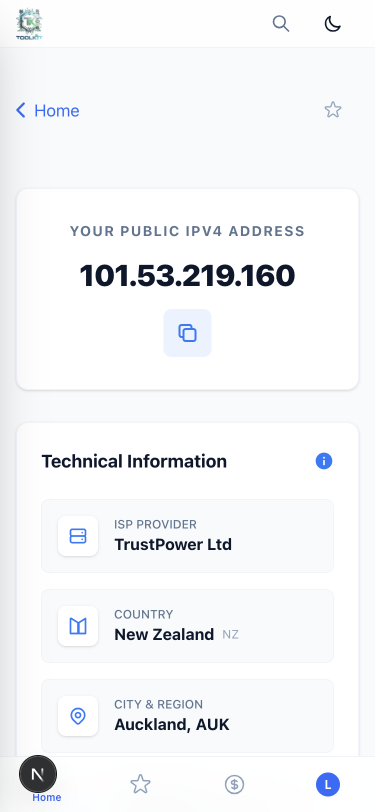 TOOLKIT
Home
YOUR PUBLIC IPV4 ADDRESS
101.53.219.160
Technical Information
ISP PROVIDER
TrustPower Ltd
COUNTRY
New Zealand NZ
CITY & REGION
Auckland, AUK
N
Home
L